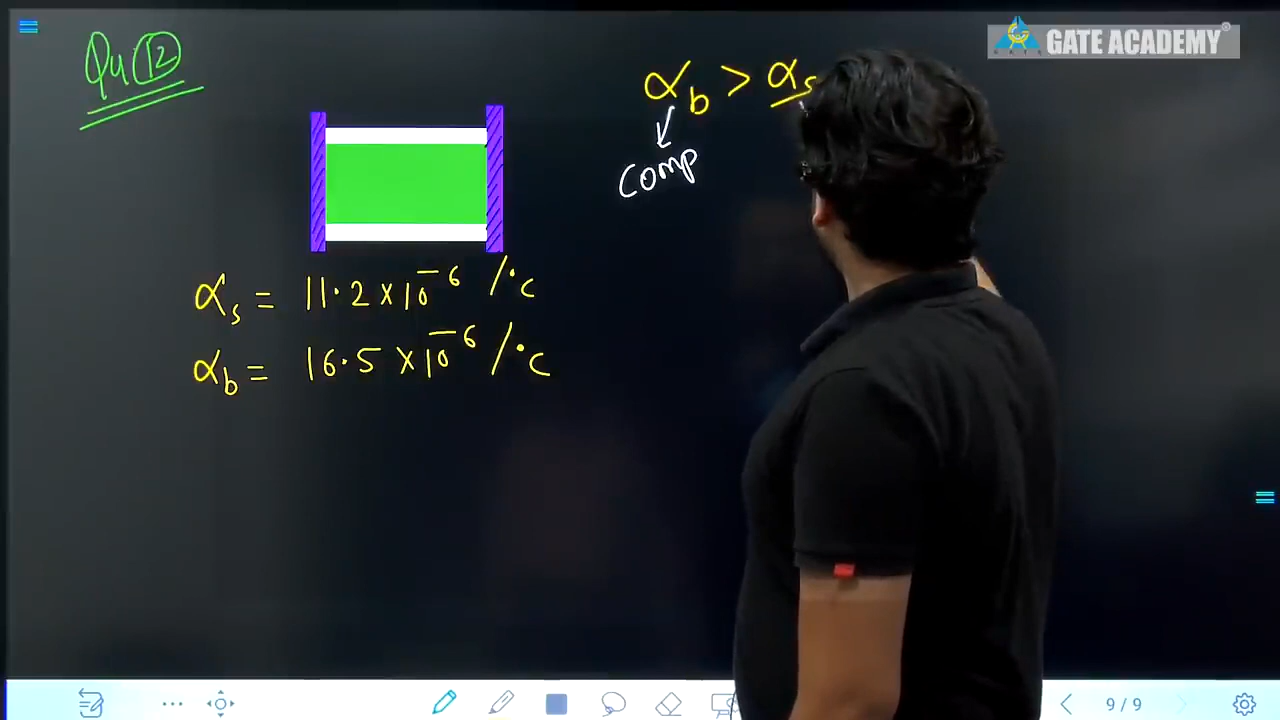 Qu (12)
GATE ACADEMY
αb > αs
Comp
αs = 11.2 × 10⁻⁶ /°c
αb = 16.5 × 10⁻⁶ /°c
9 / 9